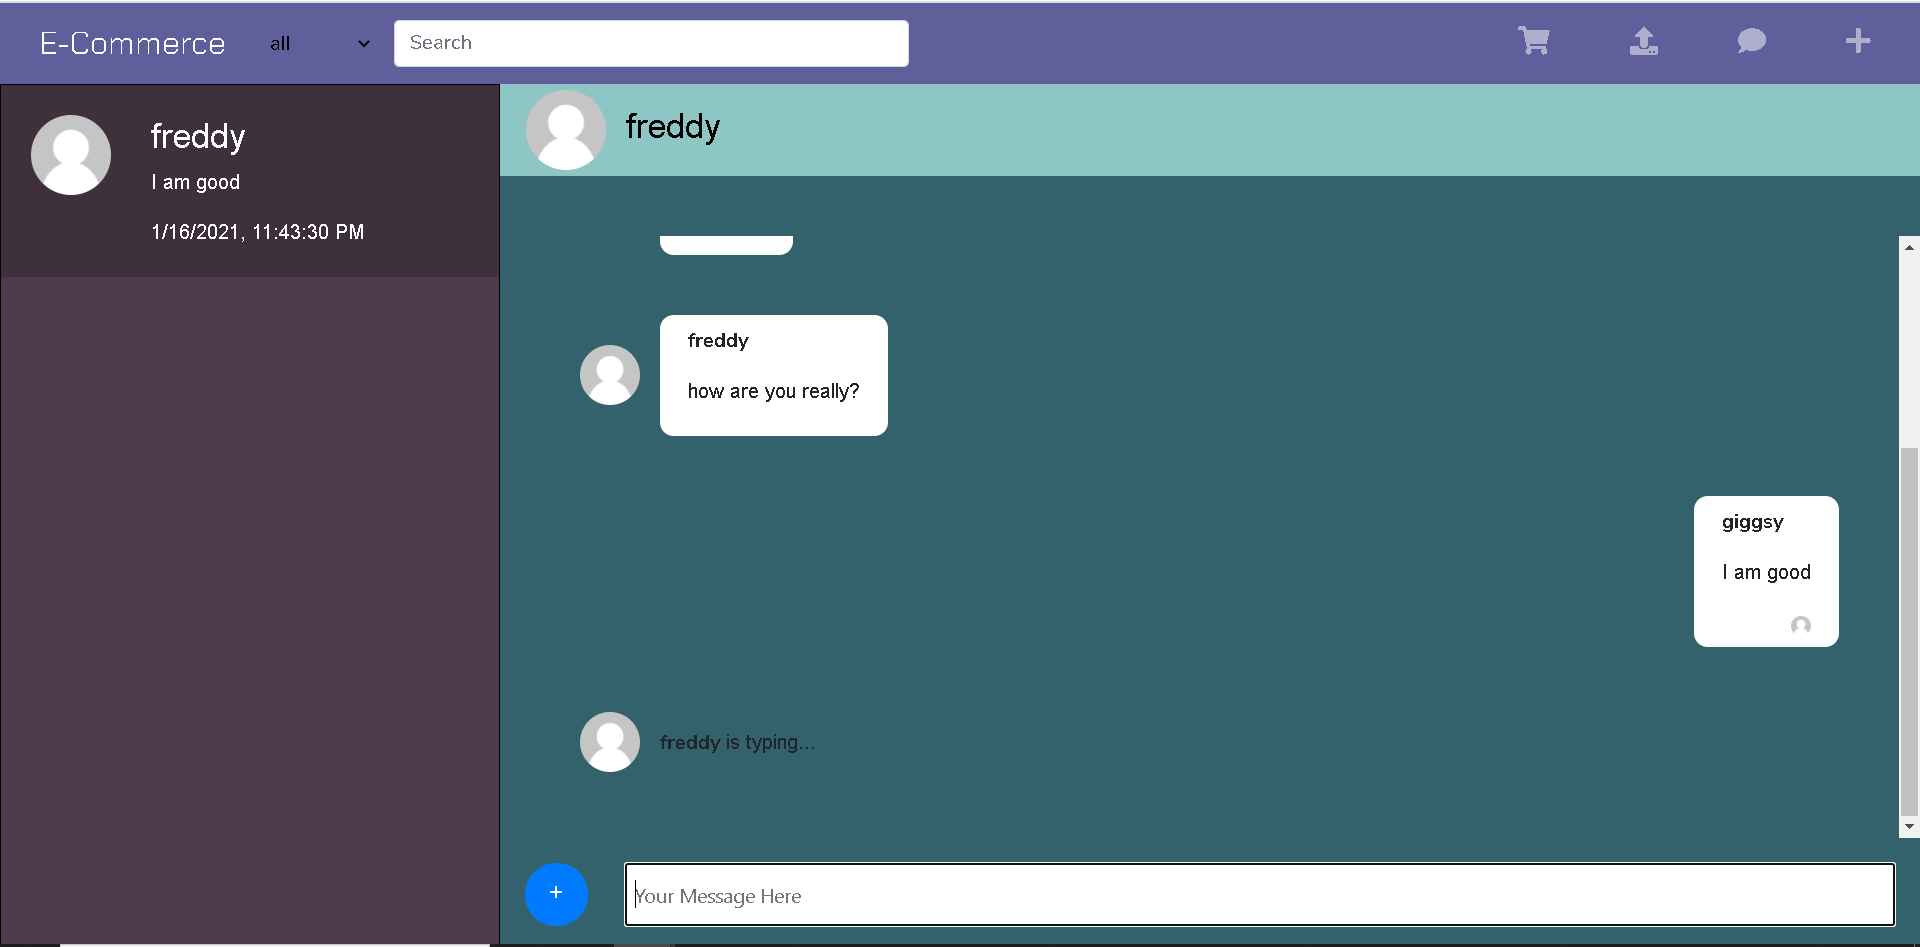 E-Commerce
all
Search
freddy
I am good
1/16/2021, 11:43:30 PM
freddy
freddy
how are you really?
giggsy
I am good
freddy is typing...
+
Your Message Here